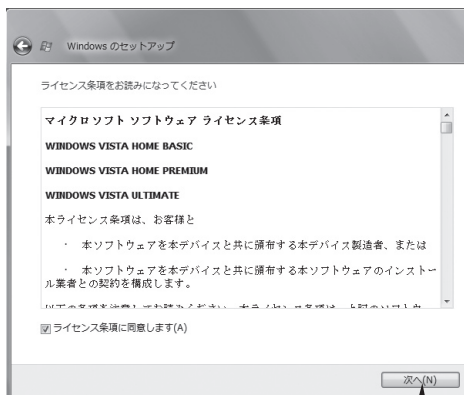 Windows のセットアップ
ライセンス条項をお読みになってください
マイクロソフト ソフトウェア ライセンス条項
WINDOWS VISTA HOME BASIC
WINDOWS VISTA HOME PREMIUM
WINDOWS VISTA ULTIMATE
本ライセンス条項は、お客様と
· 本ソフトウェアを本デバイスと共に頒布する本デバイス製造者、または
· 本ソフトウェアを本デバイスと共に頒布する本ソフトウェアのインストー
ル業者との契約を構成します。
ライセンス条項に同意します(A)
次へ(N)